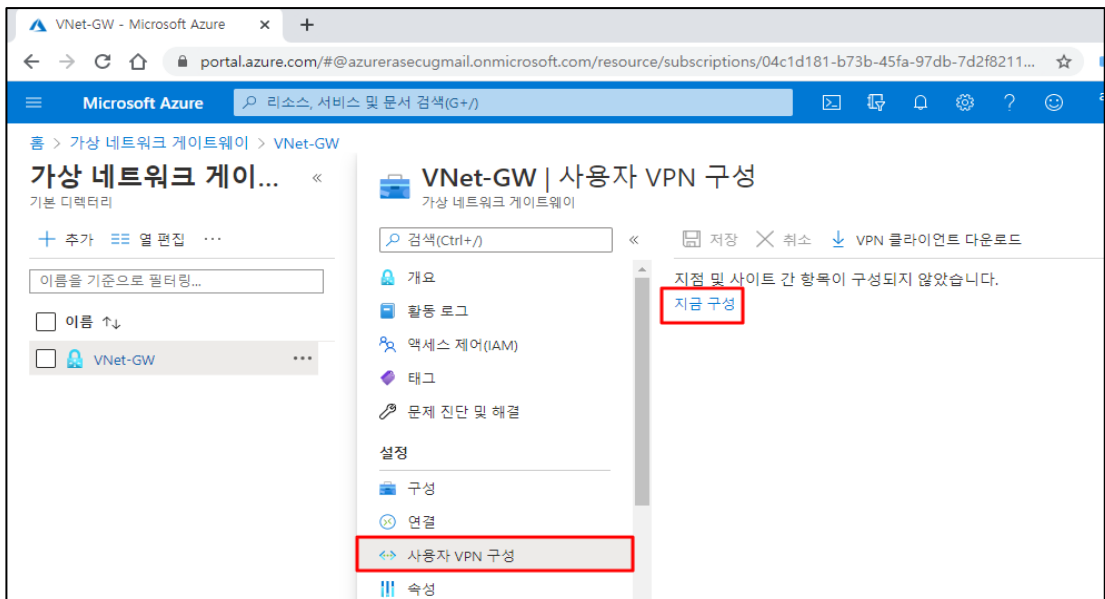 VNet-GW - Microsoft Azure
portal.azure.com/#@azurerasecugmail.onmicrosoft.com/resource/subscriptions/04c1d181-b73b-45fa-97db-7d2f8211...
Microsoft Azure
리소스, 서비스 및 문서 검색(G+/)
홈 > 가상 네트워크 게이트웨이 > VNet-GW
가상 네트워크 게이...
기본 디렉터리
VNet-GW | 사용자 VPN 구성
가상 네트워크 게이트웨이
추가 열 편집 ...
검색(Ctrl+/)
저장 취소 VPN 클라이언트 다운로드
이름을 기준으로 필터링...
이름 ↑↓
VNet-GW
개요
활동 로그
액세스 제어(IAM)
태그
문제 진단 및 해결
설정
구성
연결
사용자 VPN 구성
속성
지점 및 사이트 간 항목이 구성되지 않았습니다.
지금 구성